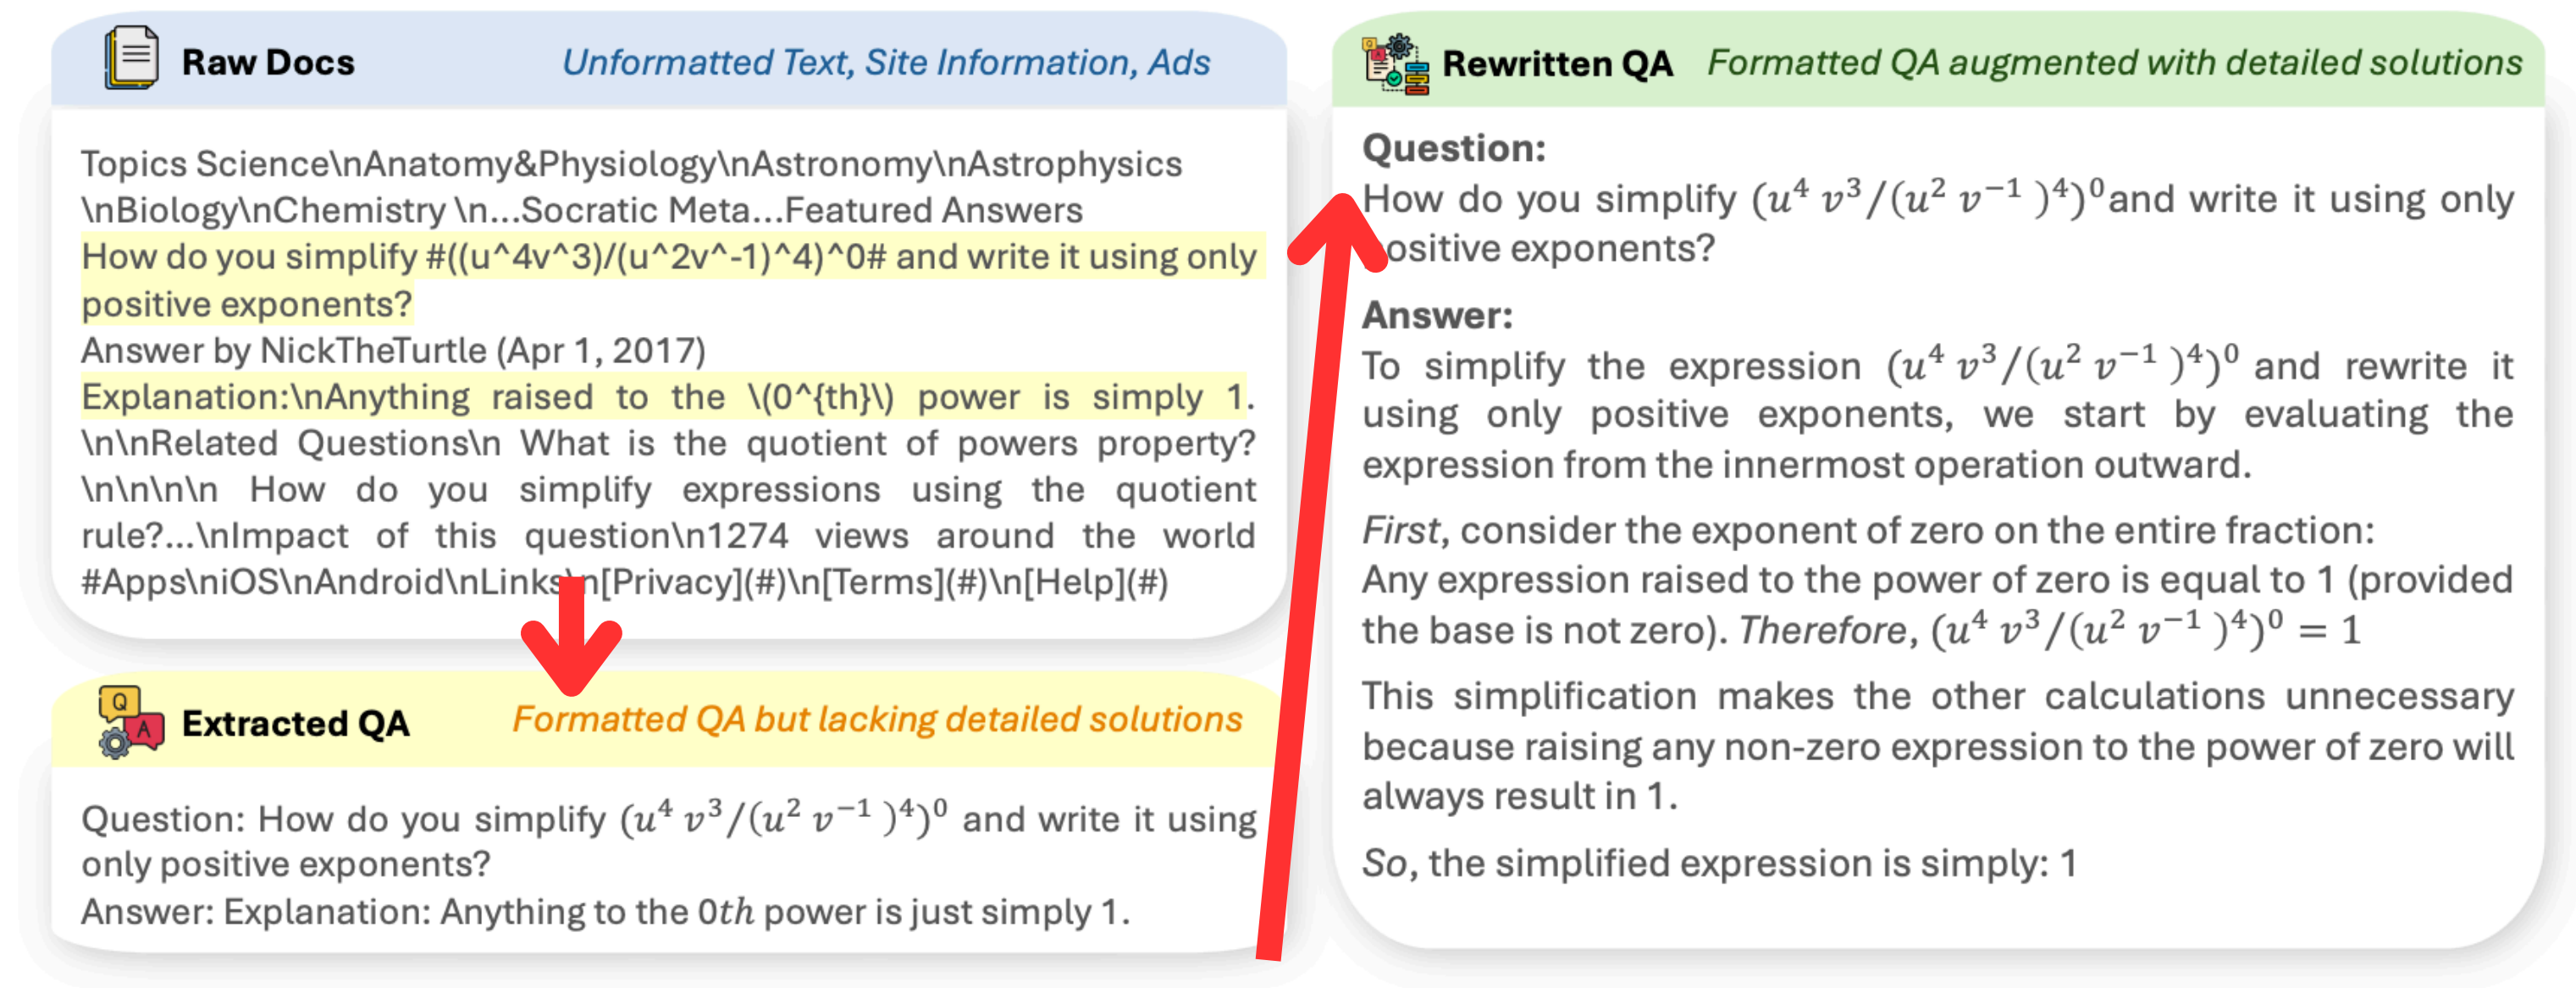 Raw Docs
Unformatted Text, Site Information, Ads
Topics Science\nAnatomy&Physiology\nAstronomy\nAstrophysics
\nBiology\nChemistry \n...Socratic Meta...Featured Answers
How do you simplify #((u^4v^3)/(u^2v^-1)^4)^0# and write it using only
positive exponents?
Answer by NickTheTurtle (Apr 1, 2017)
Explanation:\nAnything raised to the \(0^{th}\) power is simply 1.
\n\nRelated Questions\n What is the quotient of powers property?
\n\n\n\n How do you simplify expressions using the quotient
rule?...\nImpact of this question\n1274 views around the world
#Apps\niOS\nAndroid\nLinks\n[Privacy](#)\n[Terms](#)\n[Help](#)
Q
A
Extracted QA
Formatted QA but lacking detailed solutions
Question: How do you simplify (u⁴ v³/(u² v⁻¹ )⁴)⁰ and write it using
only positive exponents?
Answer: Explanation: Anything to the 0th power is just simply 1.
Q
A
Rewritten QA
Formatted QA augmented with detailed solutions
Question:
How do you simplify (u⁴ v³/(u² v⁻¹ )⁴)⁰and write it using only
positive exponents?
Answer:
To simplify the expression (u⁴ v³/(u² v⁻¹ )⁴)⁰ and rewrite it
using only positive exponents, we start by evaluating the
expression from the innermost operation outward.
First, consider the exponent of zero on the entire fraction:
Any expression raised to the power of zero is equal to 1 (provided
the base is not zero). Therefore, (u⁴ v³/(u² v⁻¹ )⁴)⁰ = 1
This simplification makes the other calculations unnecessary
because raising any non-zero expression to the power of zero will
always result in 1.
So, the simplified expression is simply: 1